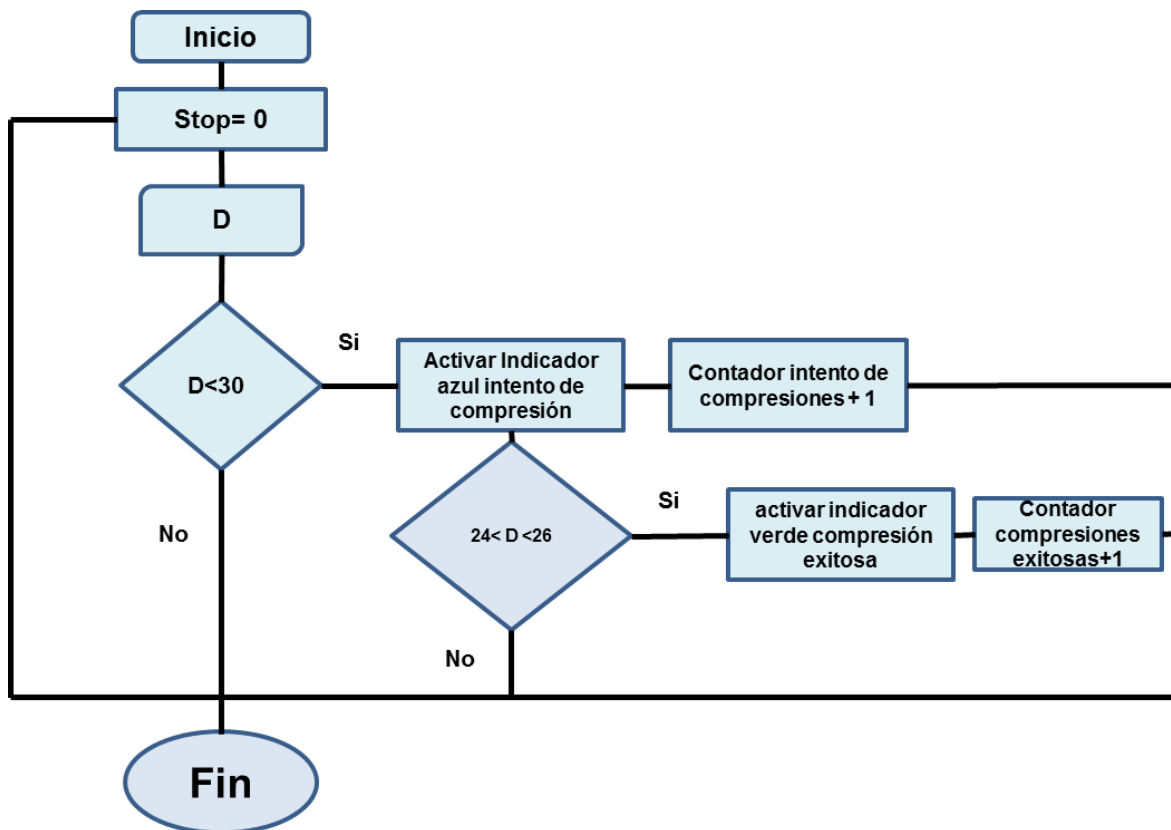 Inicio
Stop= 0
D
D<30
Si
Activar Indicador
azul intento de
compresión
Contador intento de
compresiones + 1
No
24< D <26
Si
activar indicador
verde compresión
exitosa
Contador
compresiones
exitosas+1
No
Fin